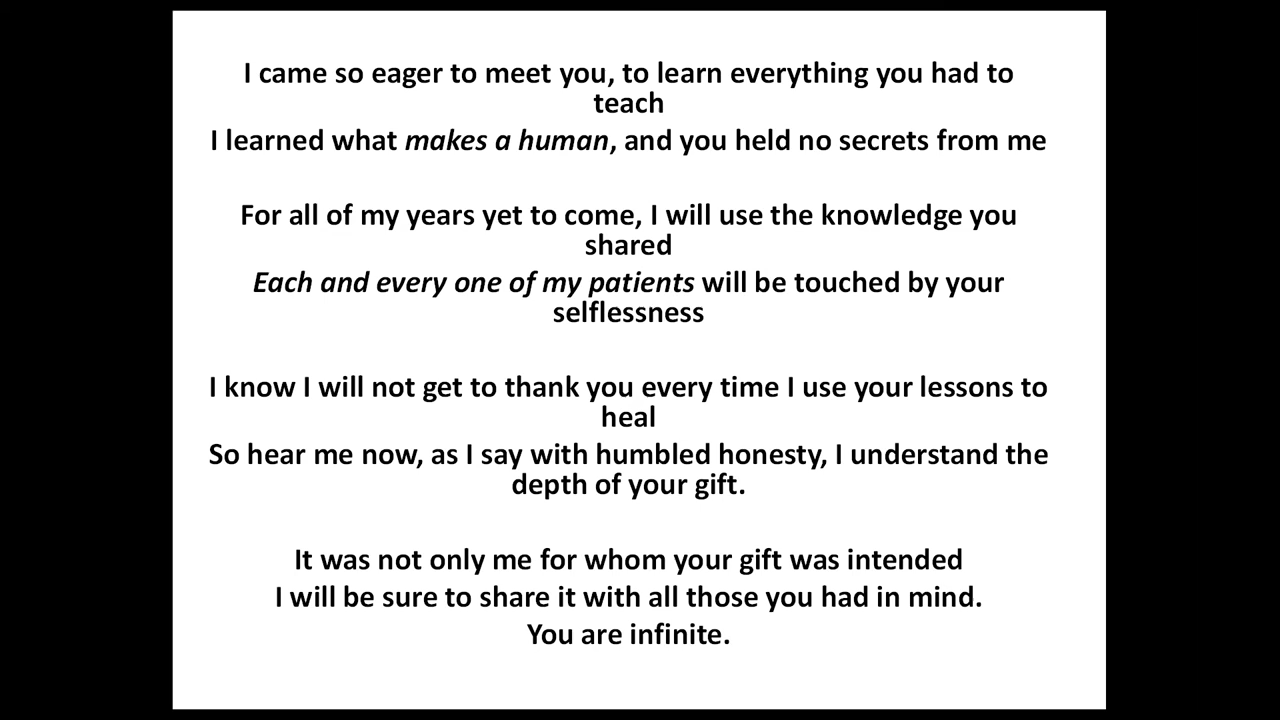 I came so eager to meet you, to learn everything you had to
teach
I learned what makes a human, and you held no secrets from me
For all of my years yet to come, I will use the knowledge you
shared
Each and every one of my patients will be touched by your
selflessness
I know I will not get to thank you every time I use your lessons to
heal
So hear me now, as I say with humbled honesty, I understand the
depth of your gift.
It was not only me for whom your gift was intended
I will be sure to share it with all those you had in mind.
You are infinite.